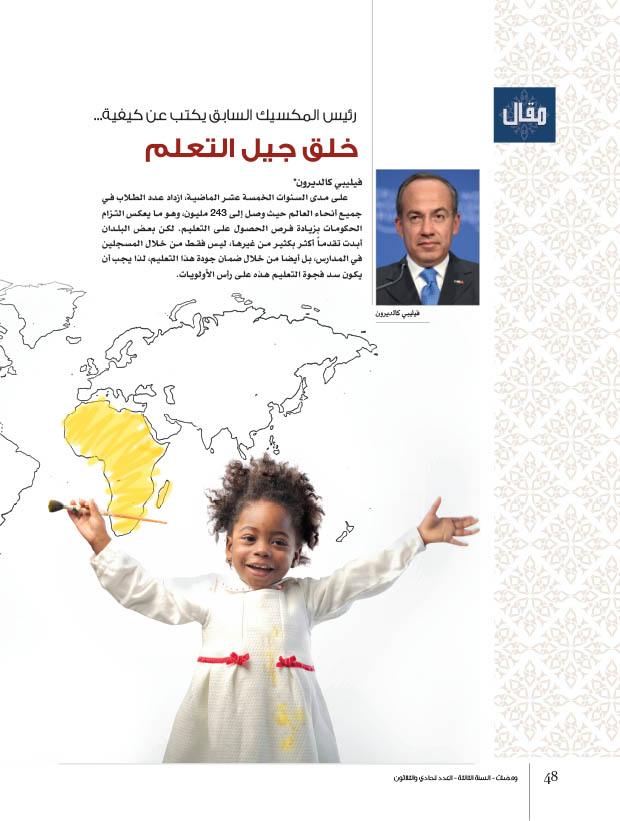 مقال
رئيس المكسيك السابق يكتب عن كيفية...
خلق جيل التعلم
فيليبي كالديرون*
على مدى السنوات الخمسة عشر الماضية، ازداد عدد الطلاب في
جميع أنحاء العالم حيث وصل إلى 243 مليون، وهو ما يعكس التزام
الحكومات بزيادة فرص الحصول على التعليم. لكن بعض البلدان
أبدت تقدماً أكثر بكثير من غيرها، ليس فقط من خلال المسجلين
في المدارس، بل أيضا من خلال ضمان جودة هذا التعليم، لذا يجب أن
يكون سد فجوة التعليم هذه على رأس الأولويات.
فيليبي كالديرون
48
ومضات - السنة الثالثة - العدد الحادي والثلاثون